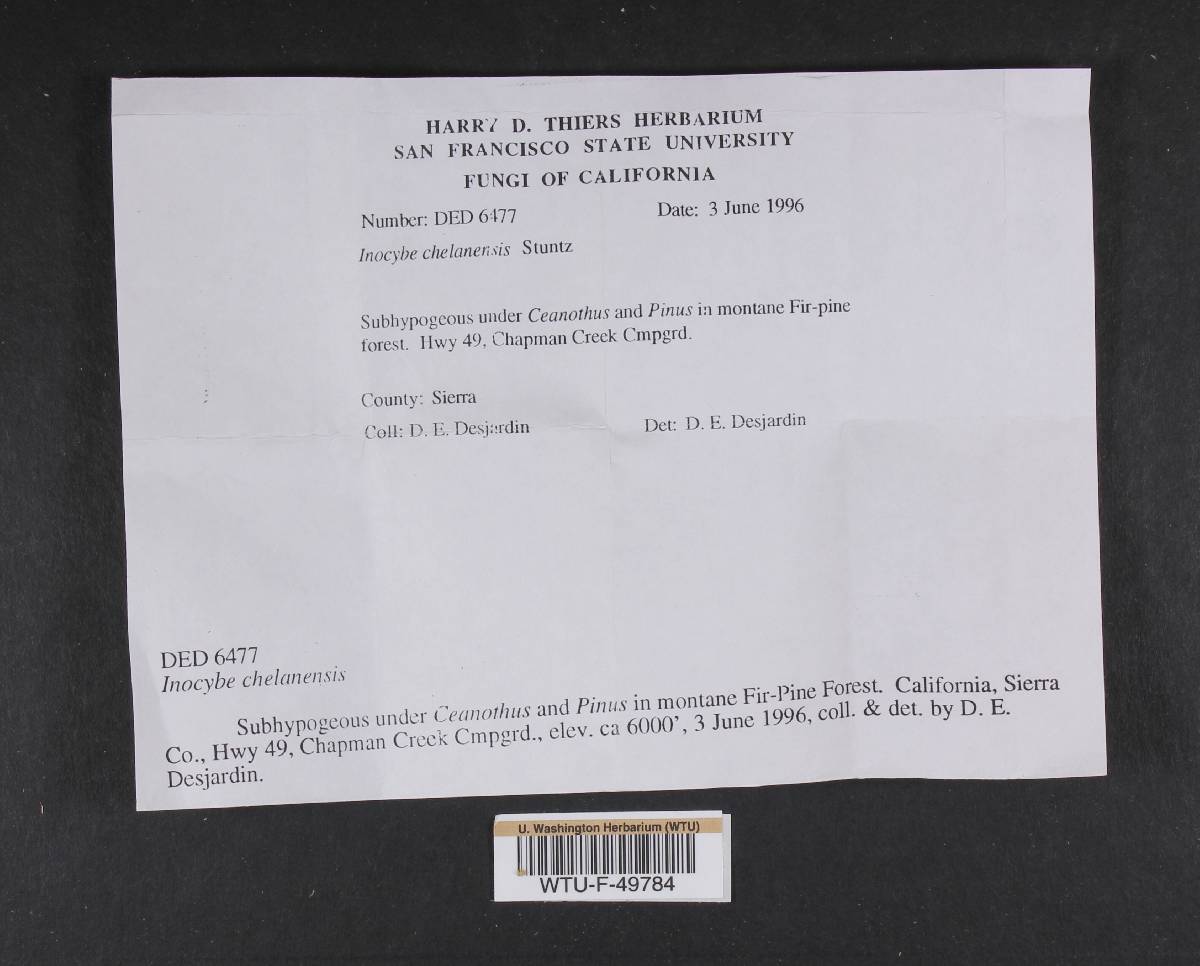 HARRY D. THIERS HERBARIUM
SAN FRANCISCO STATE UNIVERSITY
FUNGI OF CALIFORNIA
Number: DED 6477 Date: 3 June 1996
Inocybe chelanensis Stuntz
Subhypogeous under Ceanothus and Pinus in montane Fir-pine
forest. Hwy 49, Chapman Creek Cmpgrd.
County: Sierra
Coll: D. E. Desjardin Det: D. E. Desjardin
DED 6477
Inocybe chelanensis
Subhypogeous under Ceanothus and Pinus in montane Fir-Pine Forest. California, Sierra
Co., Hwy 49, Chapman Creek Cmpgrd., elev. ca 6000', 3 June 1996, coll. & det. by D. E.
Desjardin.
U. Washington Herbarium (WTU)
WTU-F-49784